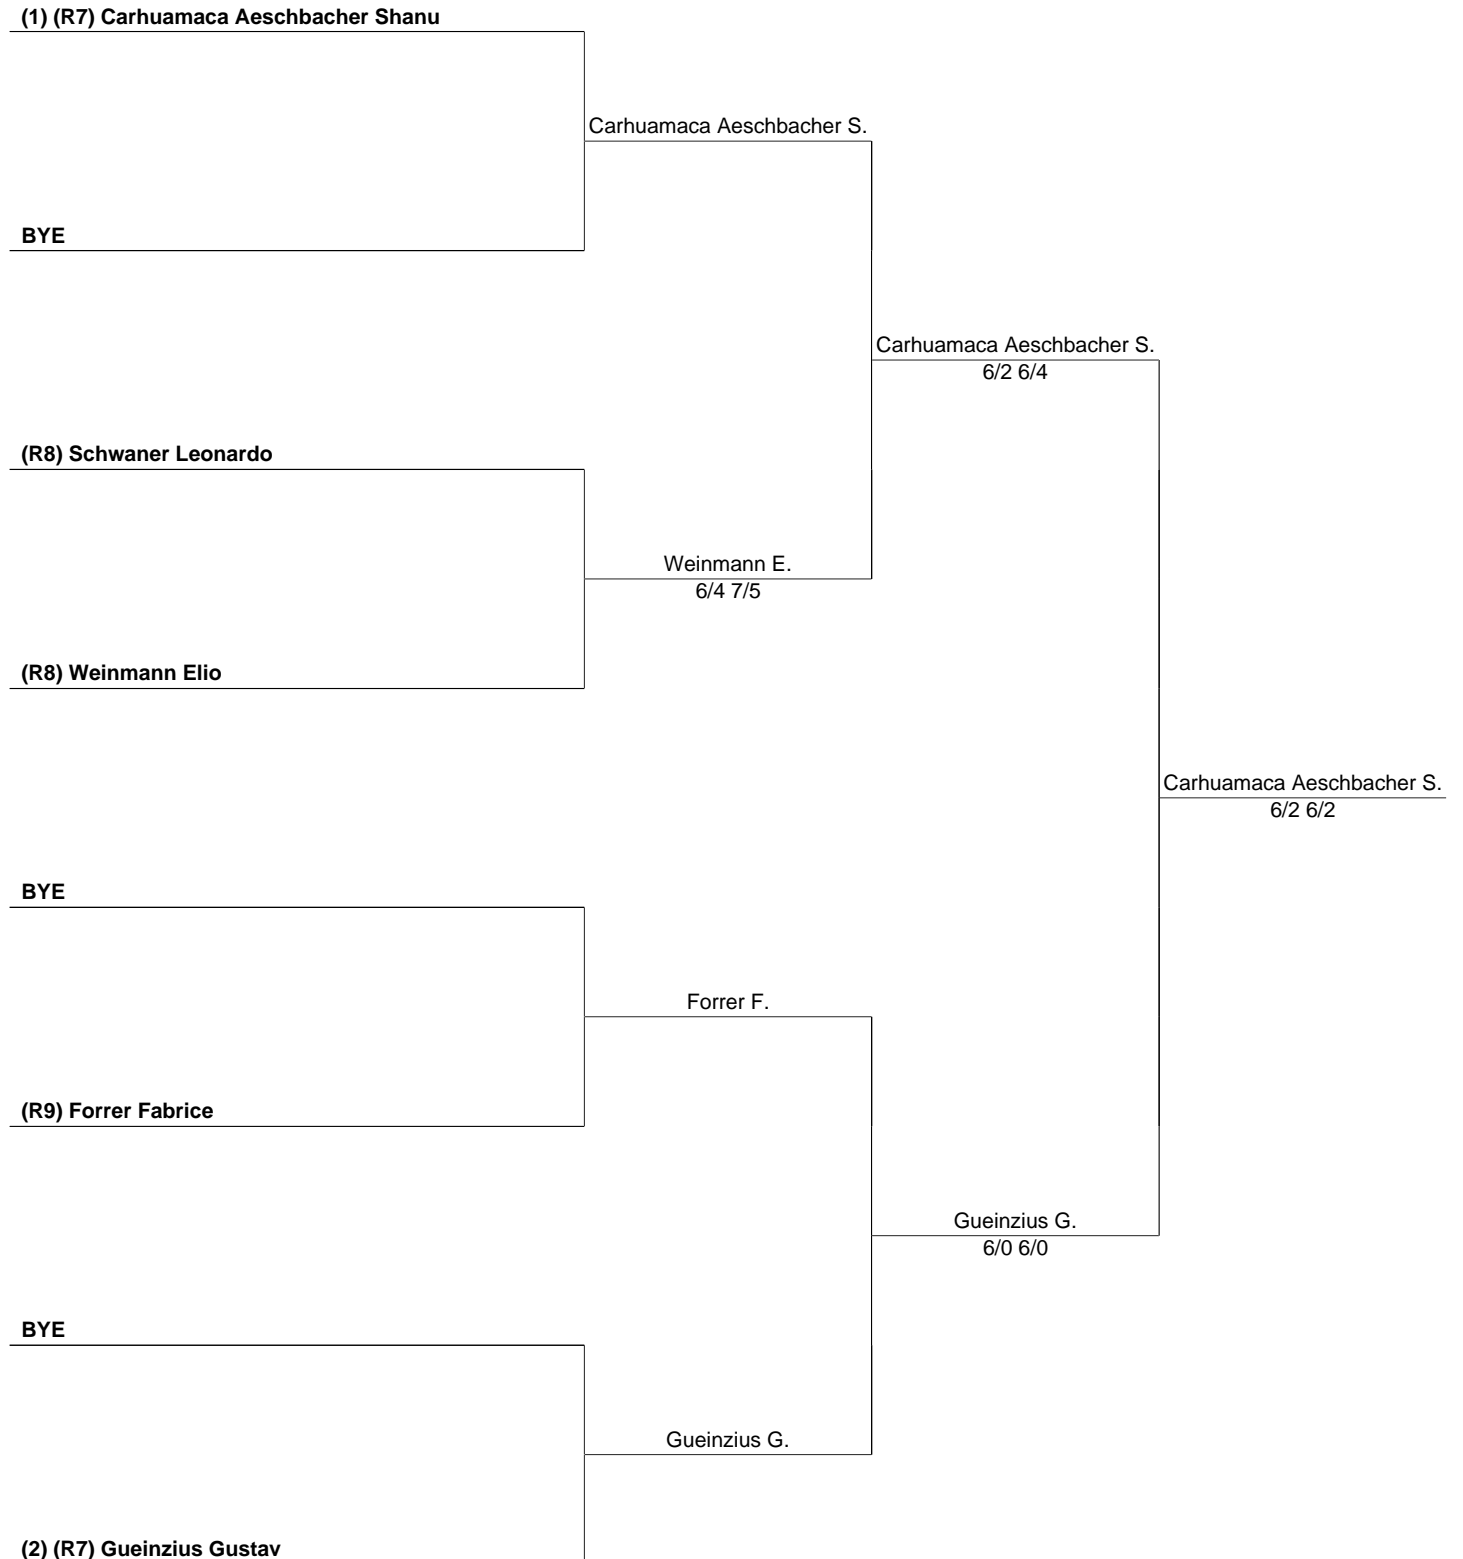 (1) (R7) Carhuamaca Aeschbacher Shanu
Carhuamaca Aeschbacher S.
BYE
Carhuamaca Aeschbacher S.
6/2 6/4
(R8) Schwaner Leonardo
Weinmann E.
6/4 7/5
(R8) Weinmann Elio
Carhuamaca Aeschbacher S.
6/2 6/2
BYE
Forrer F.
(R9) Forrer Fabrice
Gueinzius G.
6/0 6/0
BYE
Gueinzius G.
(2) (R7) Gueinzius Gustav